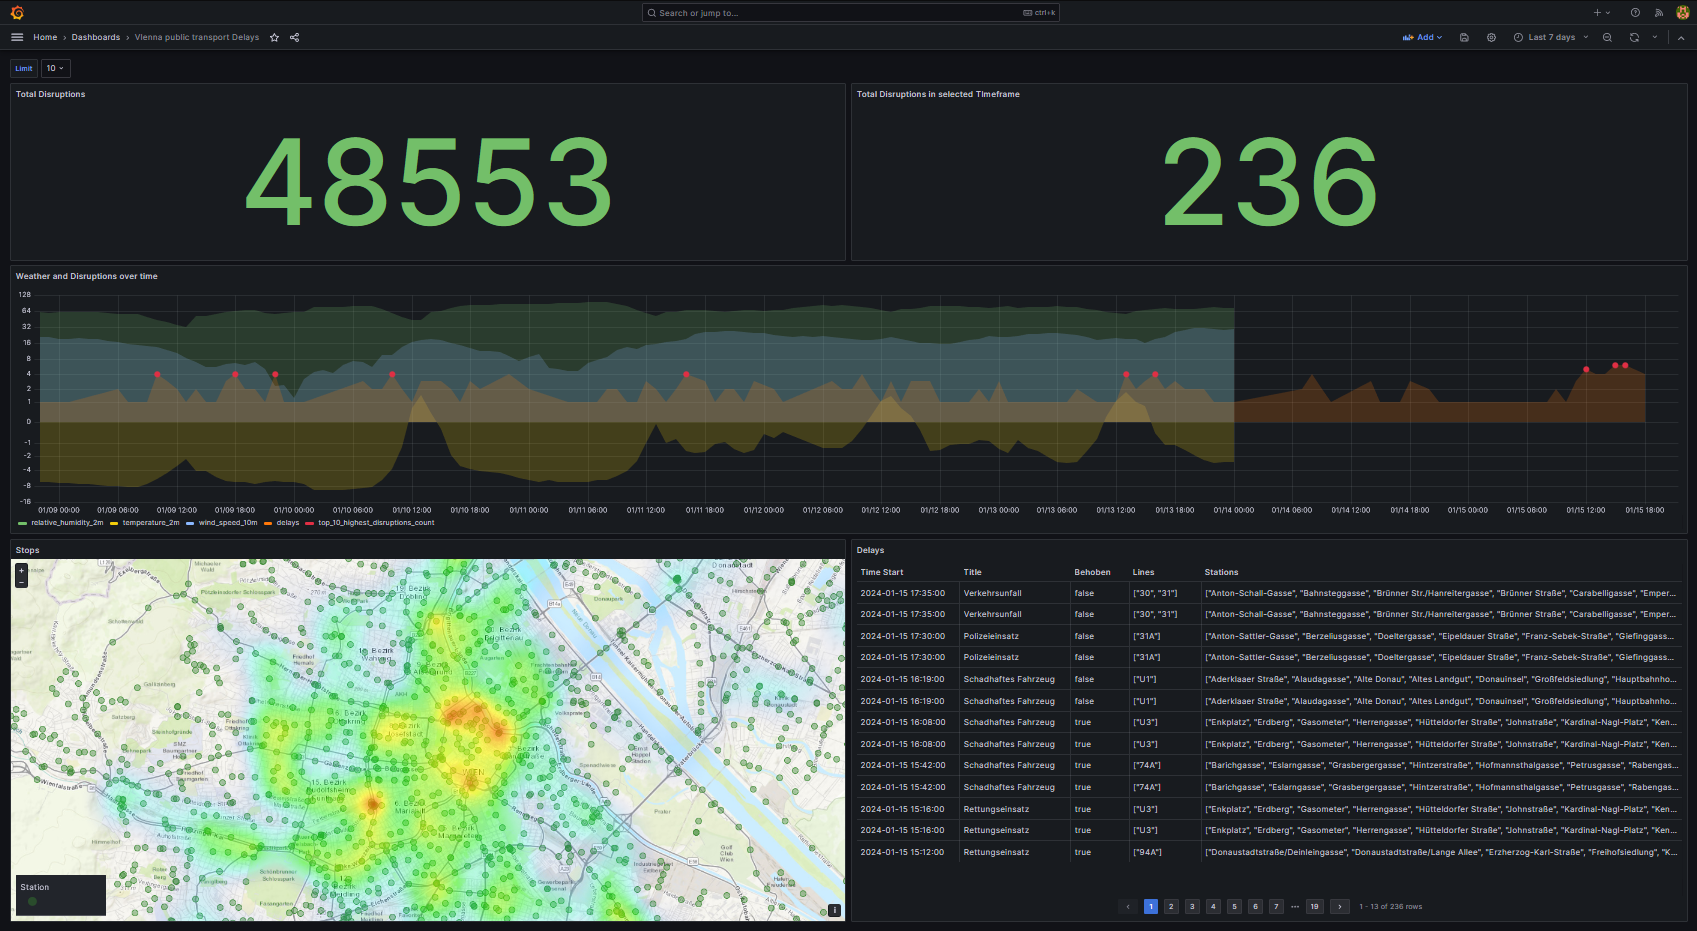 Search or jump to...
ctrl+k
Home › Dashboards › Vienna public transport Delays
Add
Last 7 days
Limit
10
Total Disruptions
48553
Total Disruptions in selected TImeframe
236
Weather and Disruptions over time
128
64
32
16
8
4
2
1
0
-1
-2
-4
-8
-16
01/09 00:00 01/09 06:00 01/09 12:00 01/09 18:00 01/10 00:00 01/10 06:00 01/10 12:00 01/10 18:00 01/11 00:00 01/11 06:00 01/11 12:00 01/11 18:00 01/12 00:00 01/12 06:00 01/12 12:00 01/12 18:00 01/13 00:00 01/13 06:00 01/13 12:00 01/13 18:00 01/14 00:00 01/14 06:00 01/14 12:00 01/14 18:00 01/15 00:00 01/15 06:00 01/15 12:00 01/15 18:00
relative_humidity_2m temperature_2m wind_speed_10m delays top_10_highest_disruptions_count
Stops
+
−
WIEN
Prater
Donaupark
Golf
Club
Wien
Station
i
Delays
Time Start Title Behoben Lines Stations
2024-01-15 17:35:00 Verkehrsunfall false ["30", "31"] ["Anton-Schall-Gasse", "Bahnsteggasse", "Brünner Str./Hanreitergasse", "Brünner Straße", "Carabelligasse", "Emper...
2024-01-15 17:35:00 Verkehrsunfall false ["30", "31"] ["Anton-Schall-Gasse", "Bahnsteggasse", "Brünner Str./Hanreitergasse", "Brünner Straße", "Carabelligasse", "Emper...
2024-01-15 17:30:00 Polizeieinsatz false ["31A"] ["Anton-Sattler-Gasse", "Berzeliusgasse", "Doeltergasse", "Eipeldauer Straße", "Franz-Sebek-Straße", "Giefinggass...
2024-01-15 17:30:00 Polizeieinsatz false ["31A"] ["Anton-Sattler-Gasse", "Berzeliusgasse", "Doeltergasse", "Eipeldauer Straße", "Franz-Sebek-Straße", "Giefinggass...
2024-01-15 16:19:00 Schadhaftes Fahrzeug false ["U1"] ["Aderklaaer Straße", "Alaudagasse", "Alte Donau", "Altes Landgut", "Donauinsel", "Großfeldsiedlung", "Hauptbahnho...
2024-01-15 16:19:00 Schadhaftes Fahrzeug false ["U1"] ["Aderklaaer Straße", "Alaudagasse", "Alte Donau", "Altes Landgut", "Donauinsel", "Großfeldsiedlung", "Hauptbahnho...
2024-01-15 16:08:00 Schadhaftes Fahrzeug true ["U3"] ["Enkplatz", "Erdberg", "Gasometer", "Herrengasse", "Hütteldorfer Straße", "Johnstraße", "Kardinal-Nagl-Platz", "Ken...
2024-01-15 16:08:00 Schadhaftes Fahrzeug true ["U3"] ["Enkplatz", "Erdberg", "Gasometer", "Herrengasse", "Hütteldorfer Straße", "Johnstraße", "Kardinal-Nagl-Platz", "Ken...
2024-01-15 15:42:00 Schadhaftes Fahrzeug true ["74A"] ["Barichgasse", "Eslarngasse", "Grasbergergasse", "Hintzerstraße", "Hofmannsthalgasse", "Petrusgasse", "Rabengas...
2024-01-15 15:42:00 Schadhaftes Fahrzeug true ["74A"] ["Barichgasse", "Eslarngasse", "Grasbergergasse", "Hintzerstraße", "Hofmannsthalgasse", "Petrusgasse", "Rabengas...
2024-01-15 15:16:00 Rettungseinsatz true ["U3"] ["Enkplatz", "Erdberg", "Gasometer", "Herrengasse", "Hütteldorfer Straße", "Johnstraße", "Kardinal-Nagl-Platz", "Ken...
2024-01-15 15:16:00 Rettungseinsatz true ["U3"] ["Enkplatz", "Erdberg", "Gasometer", "Herrengasse", "Hütteldorfer Straße", "Johnstraße", "Kardinal-Nagl-Platz", "Ken...
2024-01-15 15:12:00 Rettungseinsatz true ["94A"] ["Donaustadtstraße/Deinleingasse", "Donaustadtstraße/Lange Allee", "Erzherzog-Karl-Straße", "Freihofsiedlung", "K...
‹ 1 2 3 4 5 6 7 ••• 19 › 1 - 13 of 236 rows